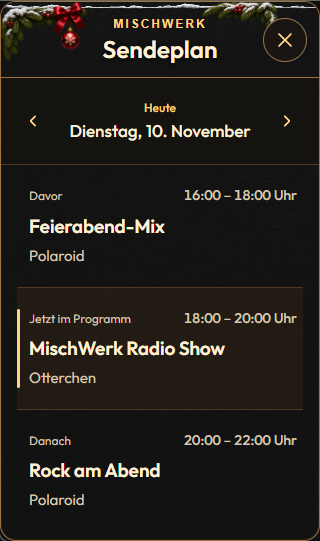 MISCHWERK
Sendeplan
Heute
Dienstag, 10. November
Davor 16:00 – 18:00 Uhr
Feierabend-Mix
Polaroid
Jetzt im Programm 18:00 – 20:00 Uhr
MischWerk Radio Show
Otterchen
Danach 20:00 – 22:00 Uhr
Rock am Abend
Polaroid